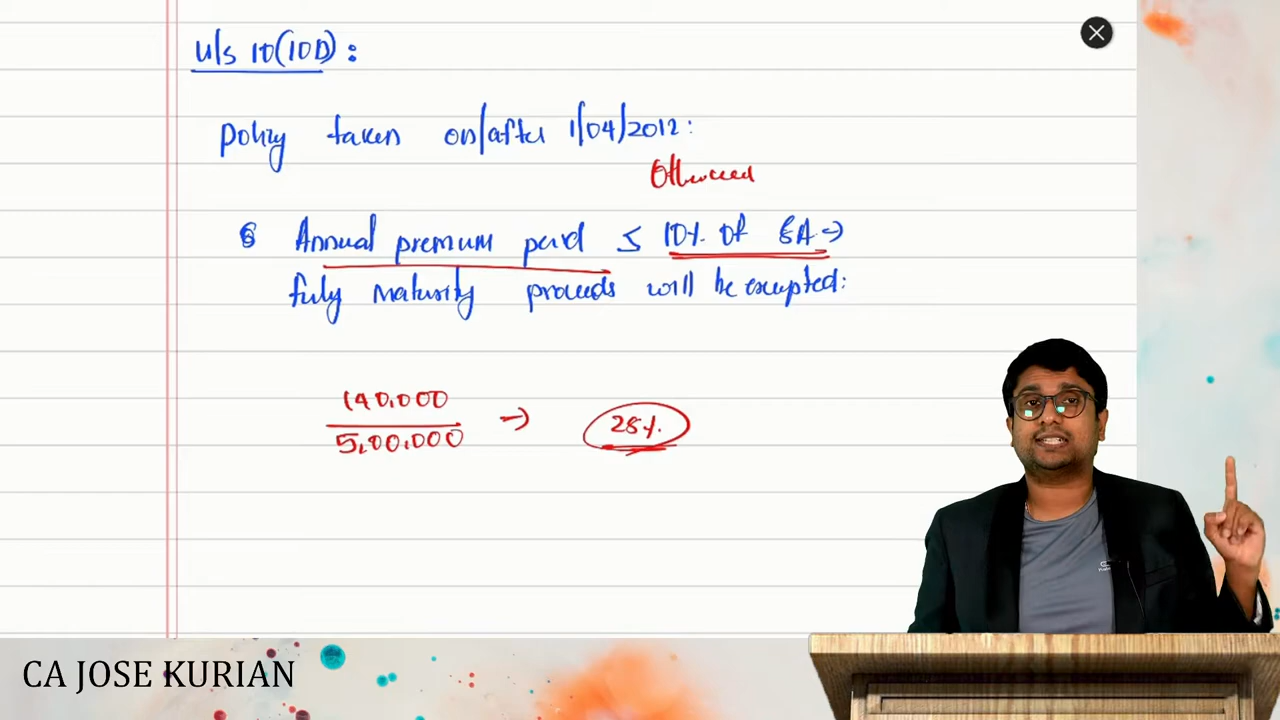 u/s 10(10D):
Policy taken on/after 1/04/2012:
Annual premium paid ≤ 10% of SA →
fully maturity proceeds will be exempted:
140,000
5,00,000
→ 28%
CA JOSE KURIAN